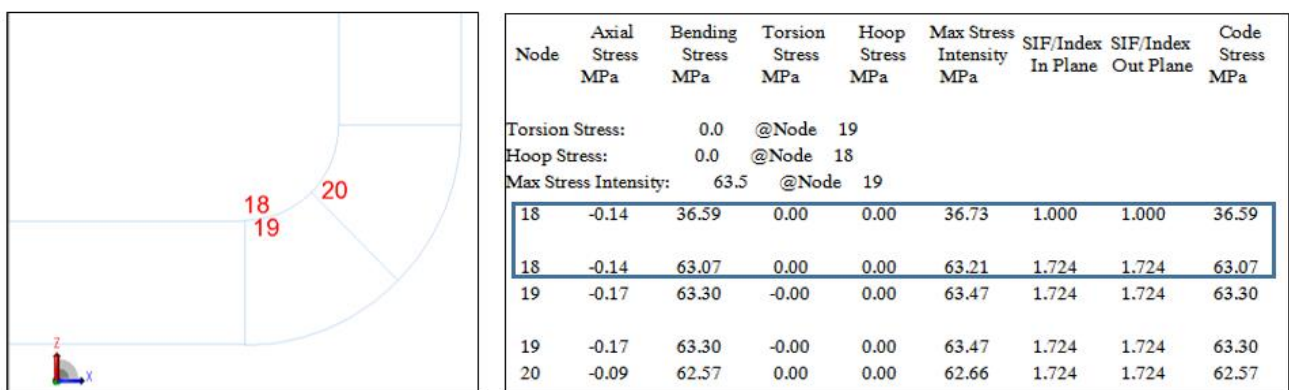 18
19
20
Z
X
Node Axial Stress MPa Bending Stress MPa Torsion Stress MPa Hoop Stress MPa Max Stress Intensity MPa SIF/Index In Plane SIF/Index Out Plane Code Stress MPa
Torsion Stress: 0.0 @Node 19
Hoop Stress: 0.0 @Node 18
Max Stress Intensity: 63.5 @Node 19
18 -0.14 36.59 0.00 0.00 36.73 1.000 1.000 36.59
18 -0.14 63.07 0.00 0.00 63.21 1.724 1.724 63.07
19 -0.17 63.30 -0.00 0.00 63.47 1.724 1.724 63.30
19 -0.17 63.30 -0.00 0.00 63.47 1.724 1.724 63.30
20 -0.09 62.57 0.00 0.00 62.66 1.724 1.724 62.57